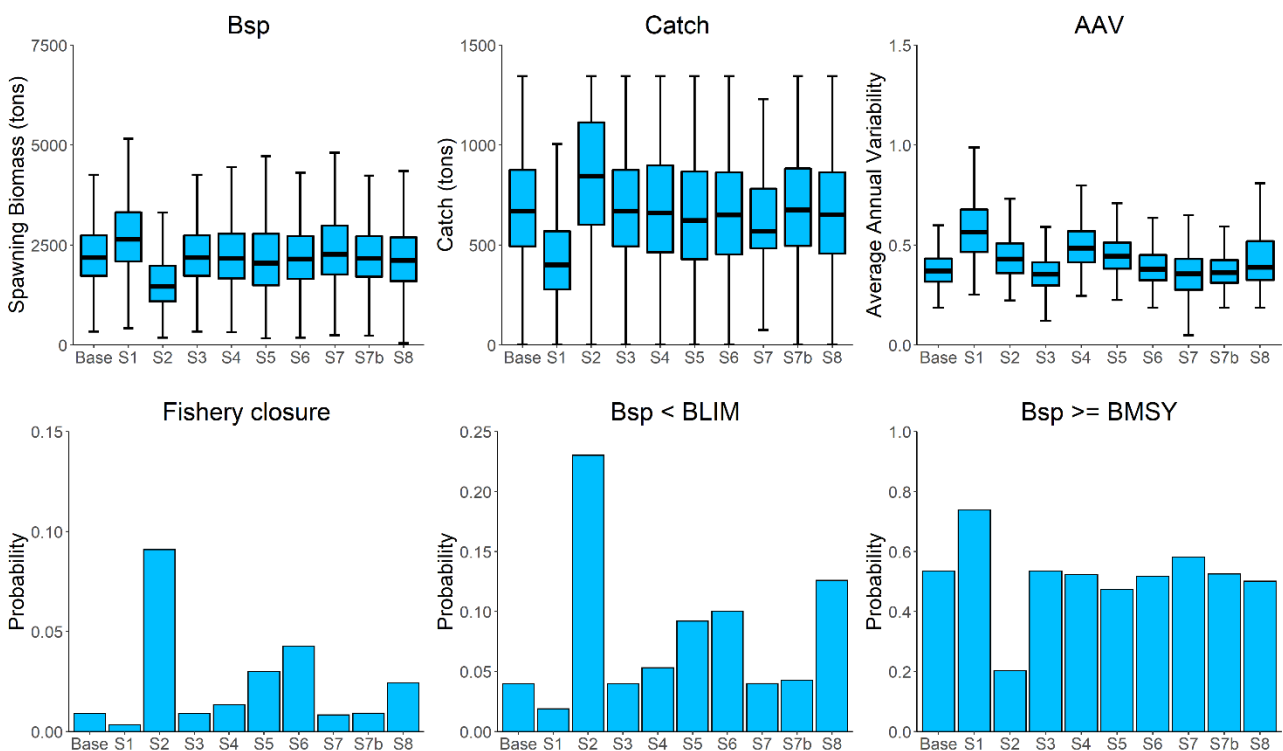 Bsp
Spawning Biomass (tons)
7500
5000
2500
0
Base S1 S2 S3 S4 S5 S6 S7 S7b S8
Catch
Catch (tons)
1500
1000
500
0
Base S1 S2 S3 S4 S5 S6 S7 S7b S8
AAV
Average Annual Variability
1.5
1.0
0.5
0.0
Base S1 S2 S3 S4 S5 S6 S7 S7b S8
Fishery closure
Probability
0.15
0.10
0.05
0.00
Base S1 S2 S3 S4 S5 S6 S7 S7b S8
Bsp < BLIM
Probability
0.25
0.20
0.15
0.10
0.05
0.00
Base S1 S2 S3 S4 S5 S6 S7 S7b S8
Bsp >= BMSY
Probability
1.0
0.8
0.6
0.4
0.2
0.0
Base S1 S2 S3 S4 S5 S6 S7 S7b S8